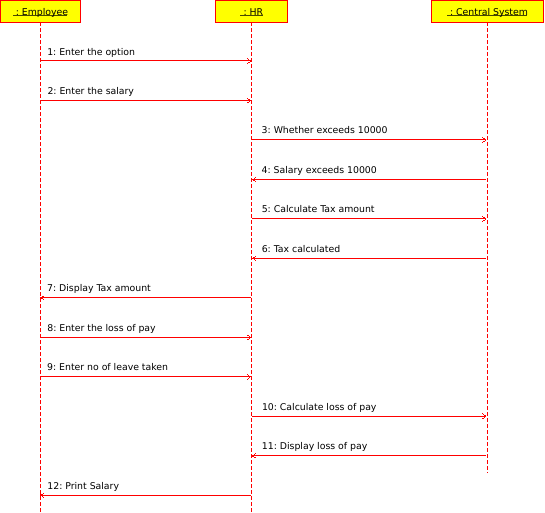 : Employee
: HR
: Central System
1: Enter the option
2: Enter the salary
3: Whether exceeds 10000
4: Salary exceeds 10000
5: Calculate Tax amount
6: Tax calculated
7: Display Tax amount
8: Enter the loss of pay
9: Enter no of leave taken
10: Calculate loss of pay
11: Display loss of pay
12: Print Salary